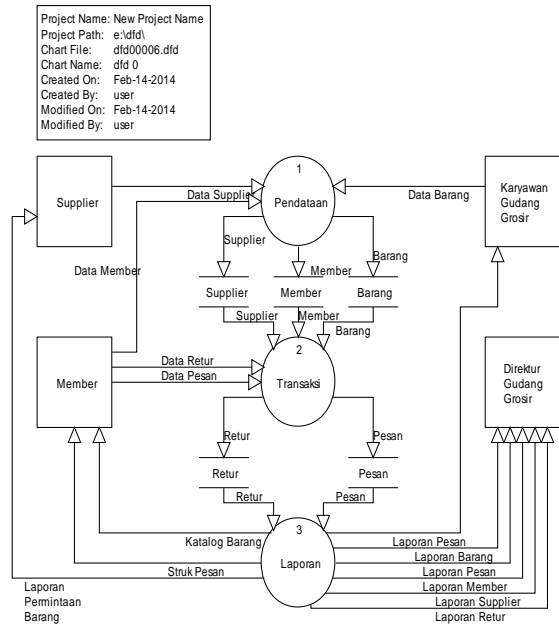 Project Name: New Project Name
Project Path: e:\dfd\
Chart File: dfd00006.dfd
Chart Name: dfd 0
Created On: Feb-14-2014
Created By: user
Modified On: Feb-14-2014
Modified By: user
Supplier
1
Pendataan
Karyawan
Gudang
Grosir
Data Supplier
Data Barang
Data Member
Supplier
Member
Barang
Supplier
Member
Barang
Supplier
Member
Barang
Member
Data Retur
Data Pesan
2
Transaksi
Direktur
Gudang
Grosir
Retur
Pesan
Retur
Pesan
Retur
Pesan
3
Laporan
Katalog Barang
Struk Pesan
Laporan
Permintaan
Barang
Laporan Pesan
Laporan Barang
Laporan Pesan
Laporan Member
Laporan Supplier
Laporan Retur